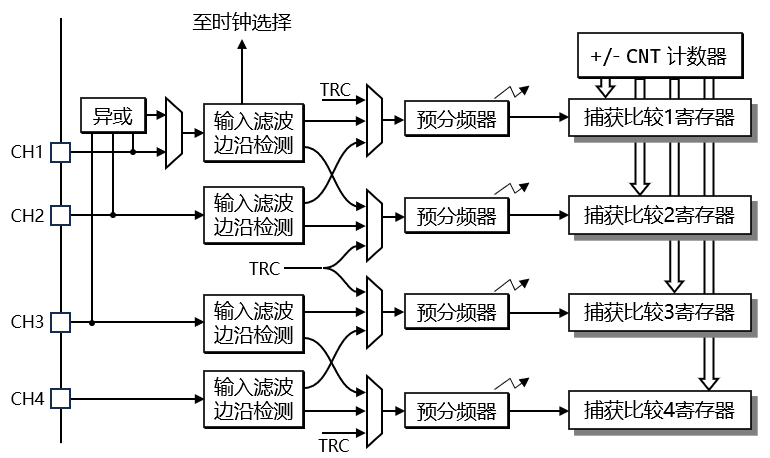 至时钟选择
+/- CNT 计数器
TRC
异或
输入滤波
边沿检测
预分频器
捕获比较1寄存器
CH1
CH2
输入滤波
边沿检测
预分频器
捕获比较2寄存器
TRC
CH3
输入滤波
边沿检测
预分频器
捕获比较3寄存器
CH4
输入滤波
边沿检测
预分频器
捕获比较4寄存器
TRC